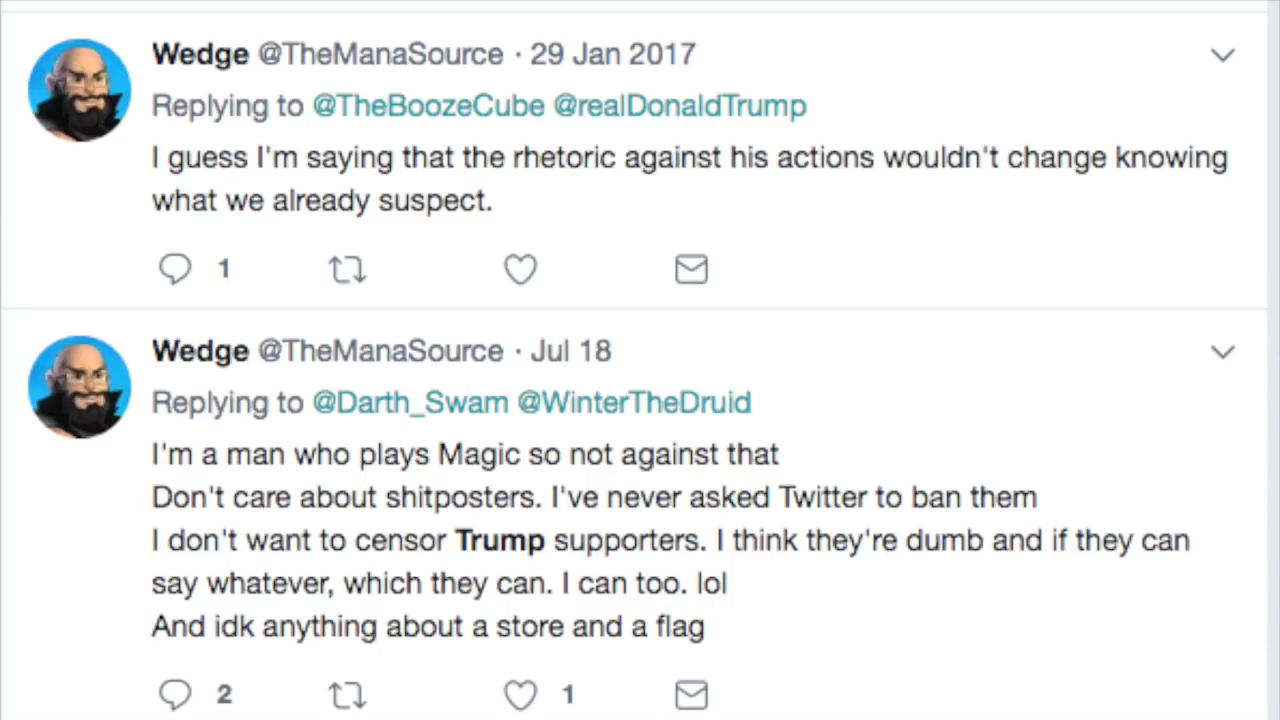 Wedge @TheManaSource · 29 Jan 2017
Replying to @TheBoozeCube @realDonaldTrump
I guess I'm saying that the rhetoric against his actions wouldn't change knowing
what we already suspect.
1
Wedge @TheManaSource · Jul 18
Replying to @Darth_Swam @WinterTheDruid
I'm a man who plays Magic so not against that
Don't care about shitposters. I've never asked Twitter to ban them
I don't want to censor Trump supporters. I think they're dumb and if they can
say whatever, which they can. I can too. lol
And idk anything about a store and a flag
2 1